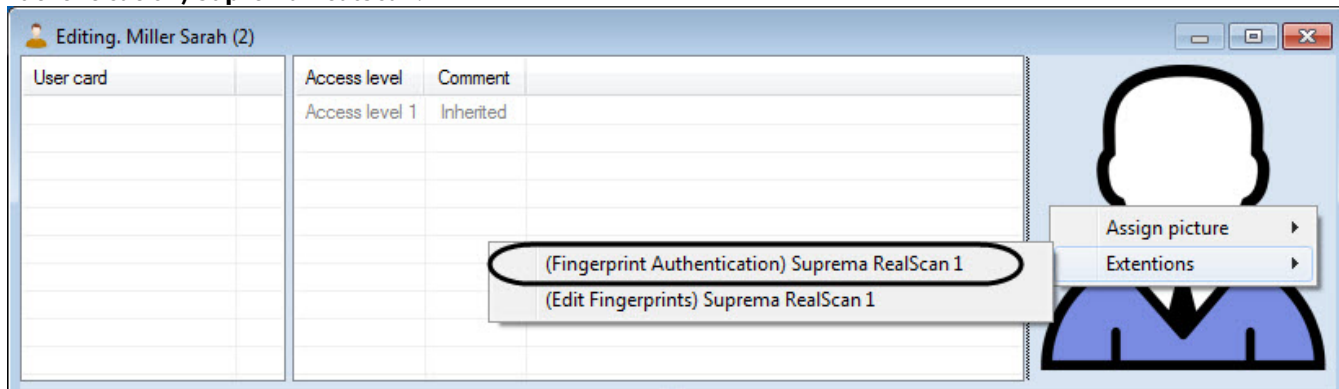 Editing. Miller Sarah (2)
User card
Access level Comment
Access level 1 Inherited
Assign picture
Extentions
(Fingerprint Authentication) Suprema RealScan 1
(Edit Fingerprints) Suprema RealScan 1